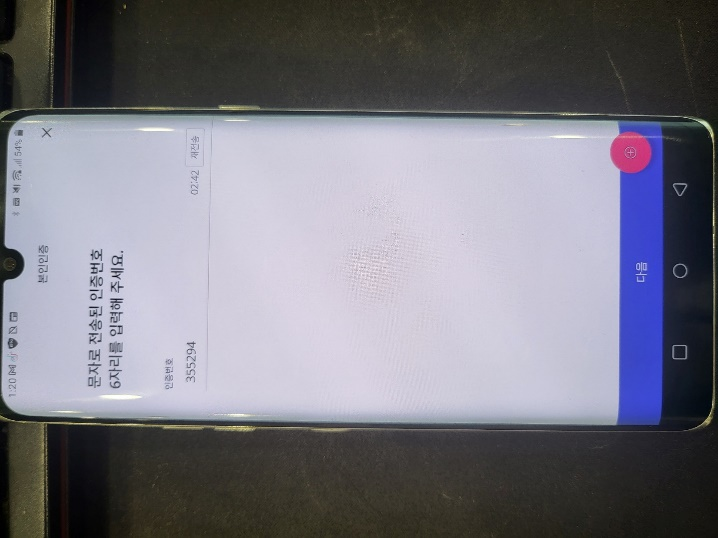 1:20
54%
본인인증
문자로 전송된 인증번호
6자리를 입력해 주세요.
인증번호
355294
02:42
재전송
다음